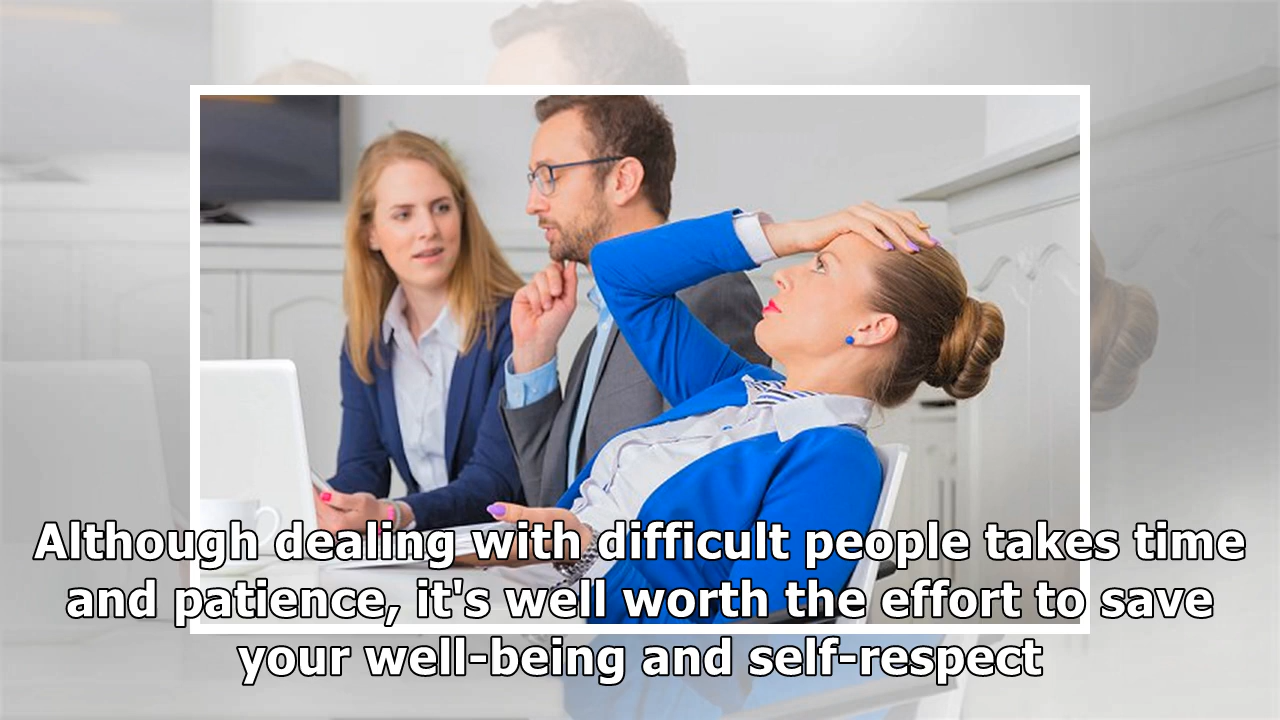 Although dealing with difficult people takes time
and patience, it's well worth the effort to save
your well-being and self-respect